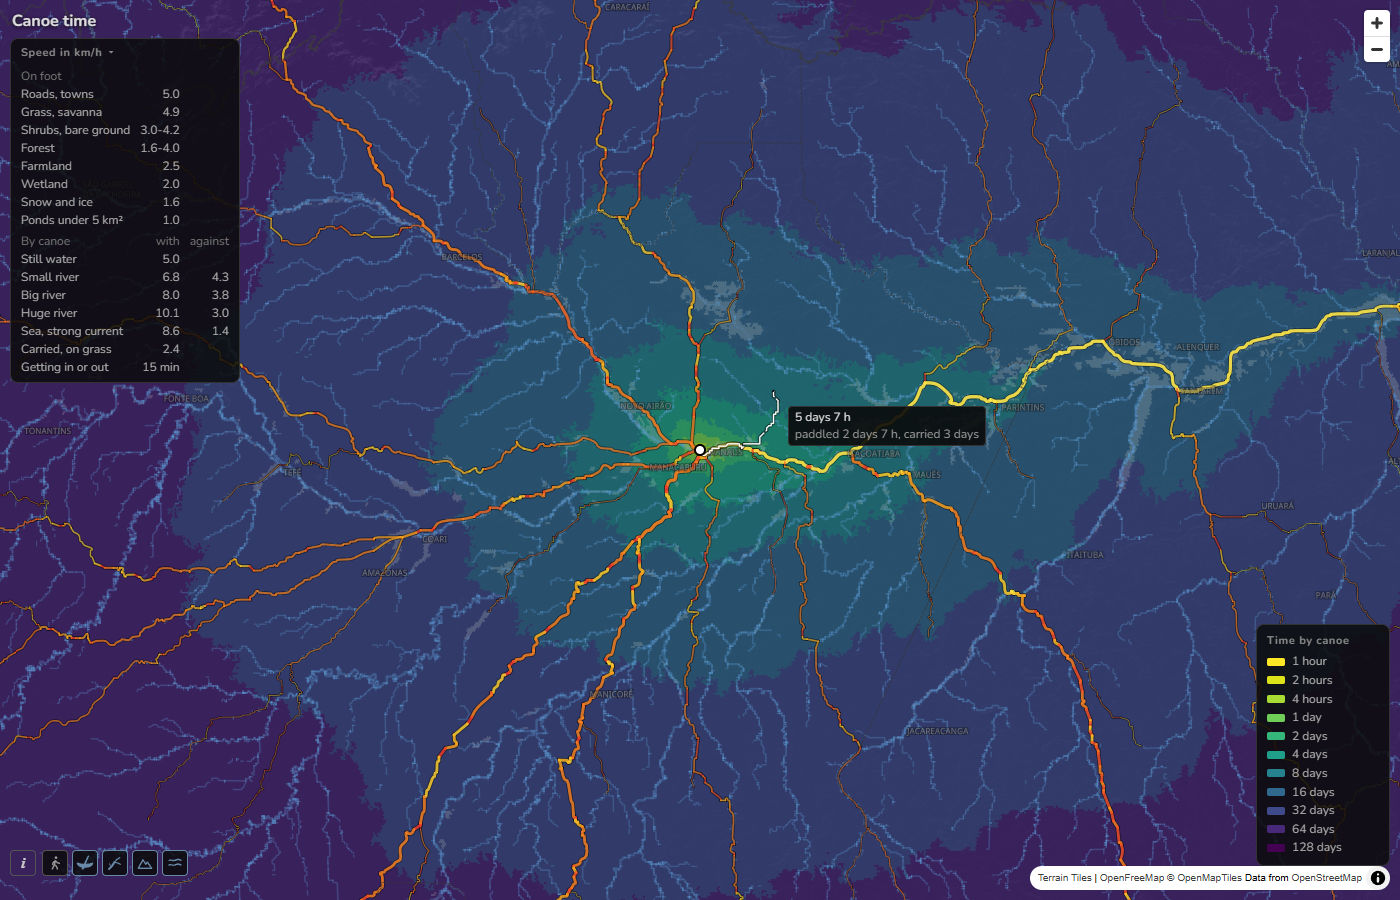 Canoe time
Speed in km/h
On foot
Roads, towns 5.0
Grass, savanna 4.9
Shrubs, bare ground 3.0-4.2
Forest 1.6-4.0
Farmland 2.5
Wetland 2.0
Snow and ice 1.6
Ponds under 5 km² 1.0
By canoe with against
Still water 5.0
Small river 6.8 4.3
Big river 8.0 3.8
Huge river 10.1 3.0
Sea, strong current 8.6 1.4
Carried, on grass 2.4
Getting in or out 15 min
CARACARAÍ
BARCELOS
LARANJAL
ÓBIDOS
ALENQUER
FONTE BOA
NOVO AIRÃO
PARINTINS
5 days 7 h
paddled 2 days 7 h, carried 3 days
TONANTINS
TEFÉ
MAUÉS
URUARÁ
COARI
ITAITUBA
AMAZONAS
PARÁ
MANICORÉ
JACAREACANGA
Time by canoe
1 hour
2 hours
4 hours
1 day
2 days
4 days
8 days
16 days
32 days
64 days
128 days
Terrain Tiles | OpenFreeMap © OpenMapTiles Data from OpenStreetMap